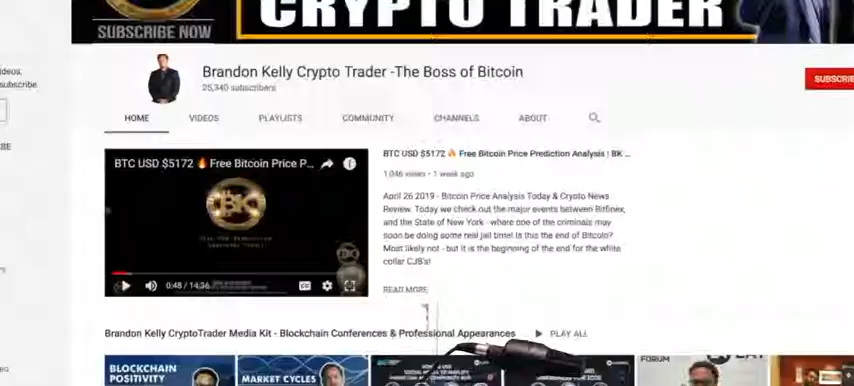 CRYPTO TRADER
SUBSCRIBE NOW
Brandon Kelly Crypto Trader -The Boss of Bitcoin
25,340 subscribers
SUBSCRIBE
HOME
VIDEOS
PLAYLISTS
COMMUNITY
CHANNELS
ABOUT
BTC USD $5172 🔥 Free Bitcoin Price P...
BK
0:48 / 14:36
BTC USD $5172 🔥 Free Bitcoin Price Prediction Analysis | BK ...
1,046 views • 1 week ago
April 26 2019 - Bitcoin Price Analysis Today & Crypto News
Review. Today we check out the major events between Bitfinex,
and the State of New York - where one of the criminals may
soon be doing some real jail time! Is this the end of Bitcoin?
Most likely not - but it is the beginning of the end for the white
collar CJB's!
READ MORE
Brandon Kelly CryptoTrader Media Kit - Blockchain Conferences & Professional Appearances
PLAY ALL
BLOCKCHAIN
POSITIVITY
MARKET CYCLES
FORUM